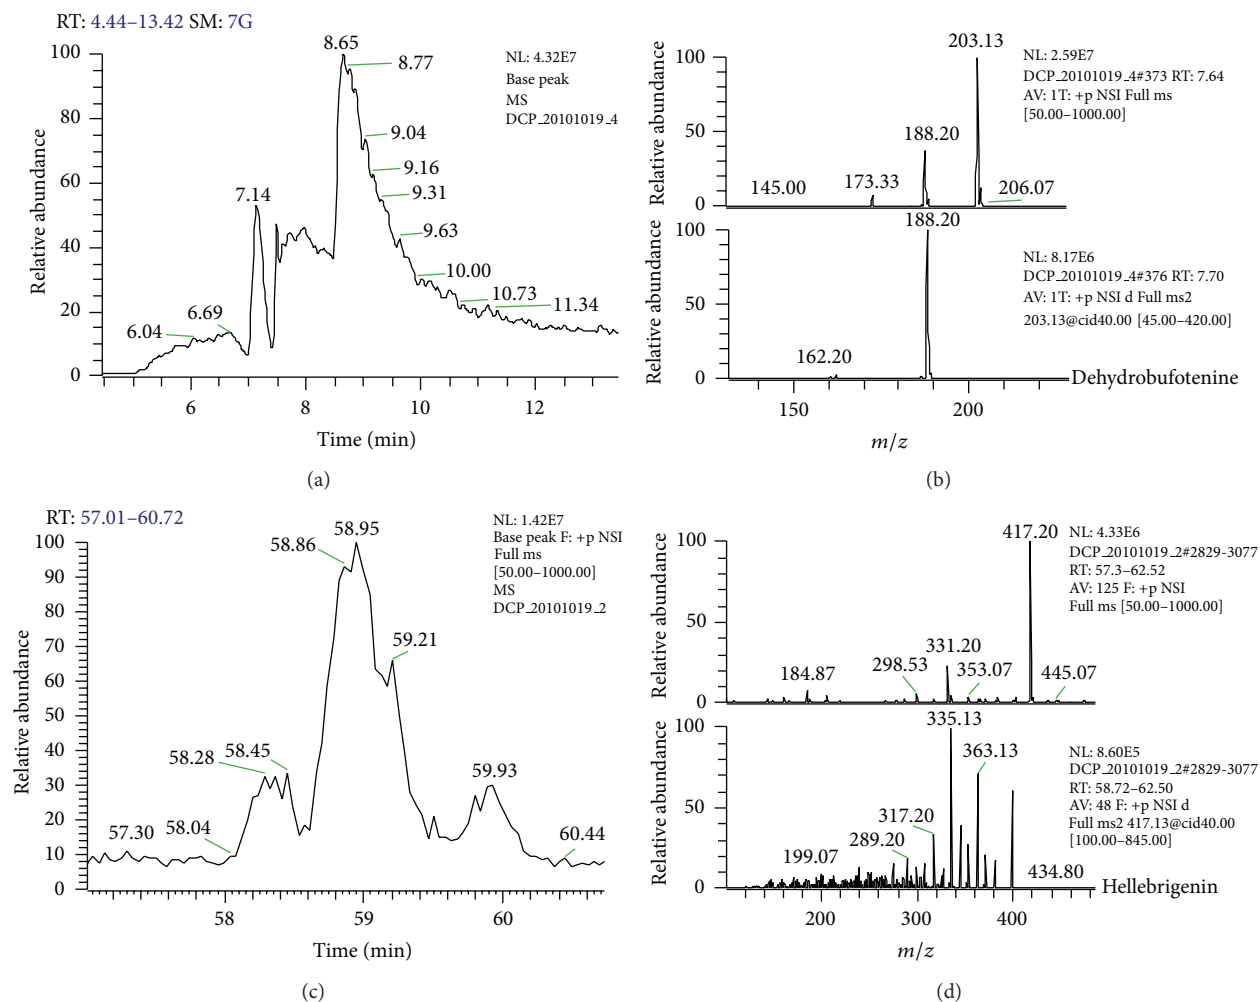 RT: 4.44–13.42 SM: 7G
Relative abundance
100
80
60
40
20
0
8.65
8.77
9.04
9.16
9.31
7.14
9.63
10.00
10.73
11.34
6.69
6.04
NL: 4.32E7
Base peak
MS
DCP_20101019_4
6
8
10
12
Time (min)
(a)
Relative abundance
100
50
0
203.13
188.20
173.33
145.00
206.07
NL: 2.59E7
DCP_20101019_4#373 RT: 7.64
AV: 1T: +p NSI Full ms
[50.00–1000.00]
Relative abundance
100
50
0
188.20
162.20
NL: 8.17E6
DCP_20101019_4#376 RT: 7.70
AV: 1T: +p NSI d Full ms2
203.13@cid40.00 [45.00–420.00]
Dehydrobufotenine
150
200
m/z
(b)
RT: 57.01–60.72
Relative abundance
100
90
80
70
60
50
40
30
20
10
0
58.95
58.86
59.21
58.28
58.45
59.93
57.30
58.04
60.44
NL: 1.42E7
Base peak F: +p NSI
Full ms
[50.00–1000.00]
MS
DCP_20101019_2
58
59
60
Time (min)
(c)
Relative abundance
100
50
0
417.20
331.20
298.53
353.07
184.87
445.07
NL: 4.33E6
DCP_20101019_2#2829-3077
RT: 57.3–62.52
AV: 125 F: +p NSI
Full ms [50.00–1000.00]
Relative abundance
100
50
0
335.13
363.13
317.20
289.20
199.07
434.80
NL: 8.60E5
DCP_20101019_2#2829-3077
RT: 58.72–62.50
AV: 48 F: +p NSI d
Full ms2 417.13@cid40.00
[100.00–845.00]
Hellebrigenin
200
300
400
m/z
(d)